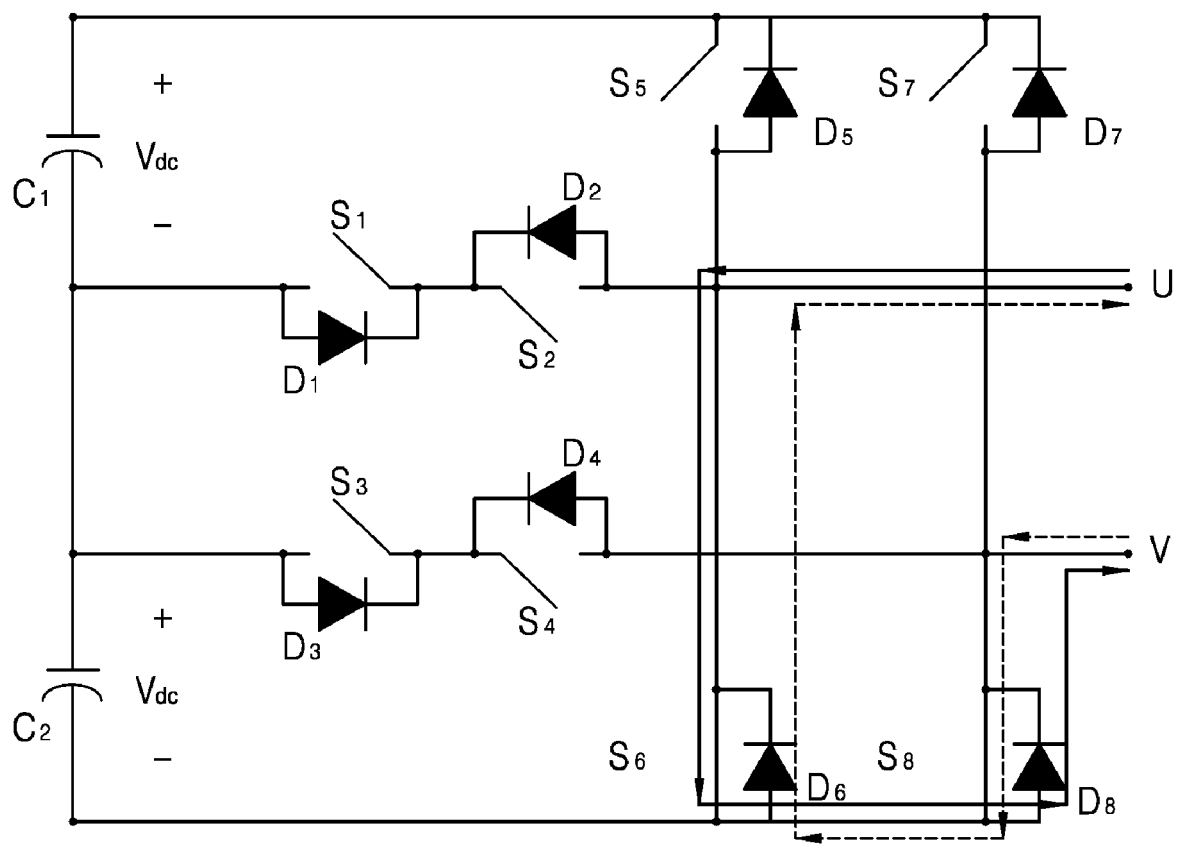 S5
S7
+
D5
D7
Vdc
C1
D2
S1
−
U
S2
D1
D4
S3
V
+
S4
D3
Vdc
C2
−
S6
S8
D6
D8